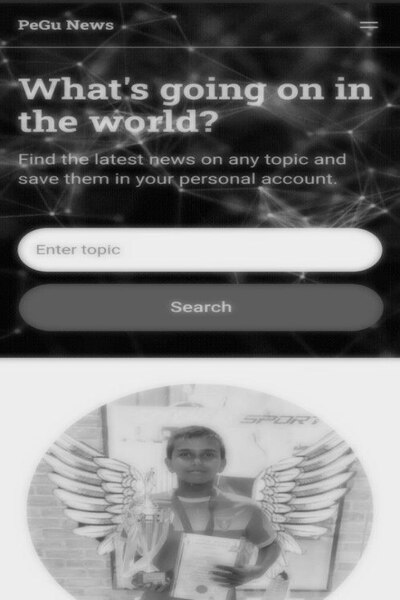 PeGu News
What's going on in
the world?
Find the latest news on any topic and
save them in your personal account.
Enter topic
Search
SPORT